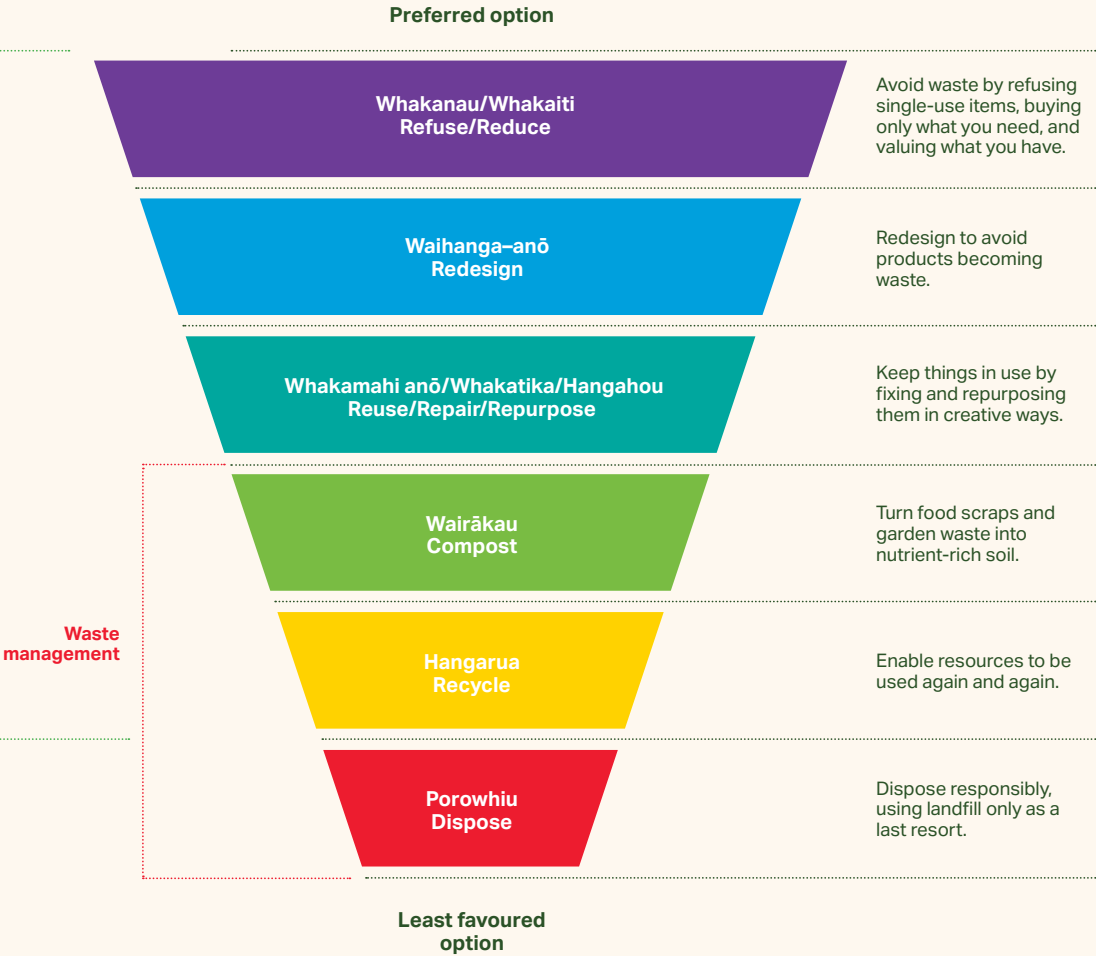 Preferred option
Whakanau/Whakaiti
Refuse/Reduce
Avoid waste by refusing
single-use items, buying
only what you need, and
valuing what you have.
Waihanga–anō
Redesign
Redesign to avoid
products becoming
waste.
Whakamahi anō/Whakatika/Hangahou
Reuse/Repair/Repurpose
Keep things in use by
fixing and repurposing
them in creative ways.
Wairākau
Compost
Turn food scraps and
garden waste into
nutrient-rich soil.
Waste
management
Hangarua
Recycle
Enable resources to be
used again and again.
Porowhiu
Dispose
Dispose responsibly,
using landfill only as a
last resort.
Least favoured
option